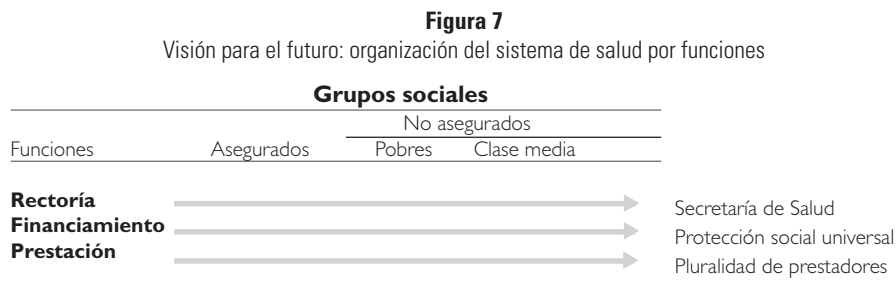 Figura 7
Visión para el futuro: organización del sistema de salud por funciones
Grupos sociales
No asegurados
Funciones Asegurados Pobres Clase media
Rectoría
Secretaría de Salud
Financiamiento
Protección social universal
Prestación
Pluralidad de prestadores